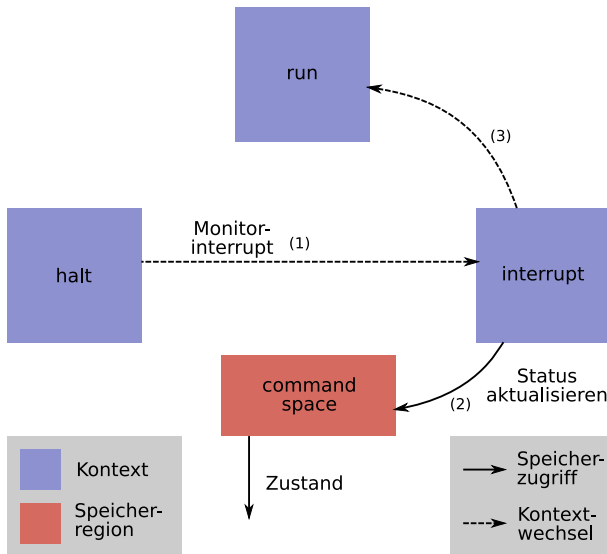 run
(3)
Monitor-
interrupt
(1)
halt
interrupt
command
space
(2)
Status
aktualisieren
Zustand
Kontext
Speicher-
region
Speicher-
zugriff
Kontext-
wechsel